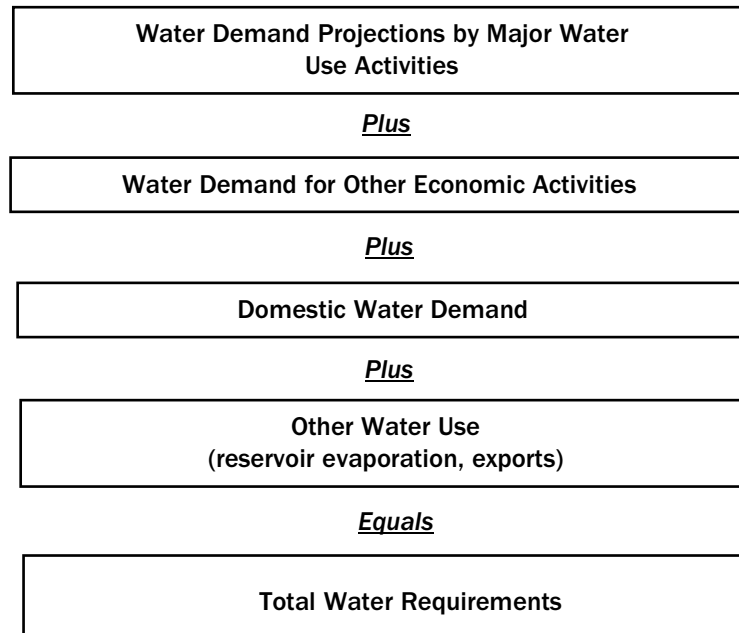 Water Demand Projections by Major Water
Use Activities
Plus
Water Demand for Other Economic Activities
Plus
Domestic Water Demand
Plus
Other Water Use
(reservoir evaporation, exports)
Equals
Total Water Requirements